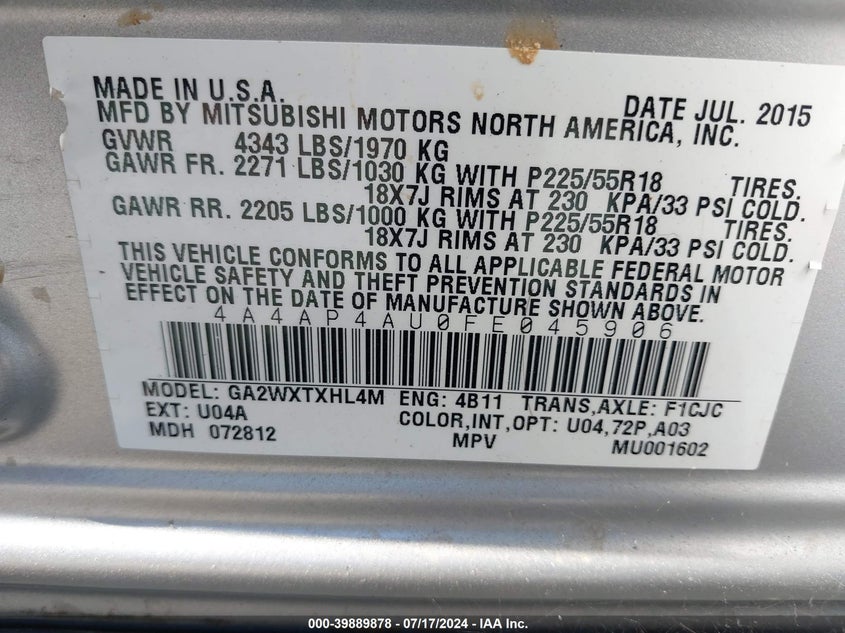 MADE IN U.S.A. DATE JUL. 2015
MFD BY MITSUBISHI MOTORS NORTH AMERICA, INC.
GVWR 4343 LBS/1970 KG
GAWR FR. 2271 LBS/1030 KG WITH P225/55R18 TIRES,
18X7J RIMS AT 230 KPA/33 PSI COLD.
GAWR RR. 2205 LBS/1000 KG WITH P225/55R18 TIRES,
18X7J RIMS AT 230 KPA/33 PSI COLD.
THIS VEHICLE CONFORMS TO ALL APPLICABLE FEDERAL MOTOR
VEHICLE SAFETY AND THEFT PREVENTION STANDARDS IN
EFFECT ON THE DATE OF MANUFACTURE SHOWN ABOVE.
4A4AP4AU0FE045906
MODEL: GA2WXTXHL4M ENG: 4B11 TRANS,AXLE: F1CJC
EXT: U04A COLOR,INT,OPT: U04,72P,A03
MDH 072812 MPV MU001602
000-39889878 - 07/17/2024 - IAA Inc.